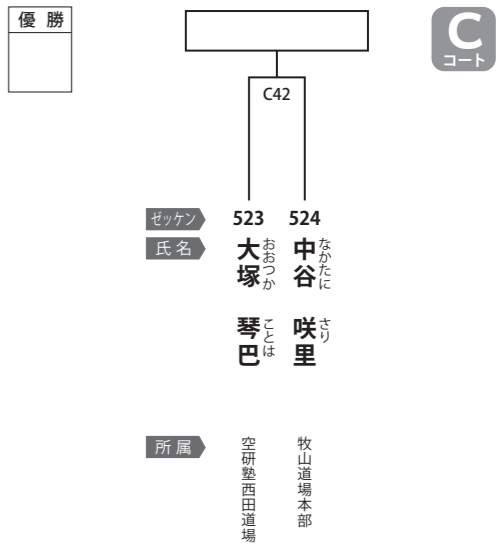 優勝
C
コート
C42
ゼッケン
523
524
氏名
大塚 琴巴
おおつか ことは
中谷 咲里
なかたに さり
所属
空研塾西田道場
牧山道場本部